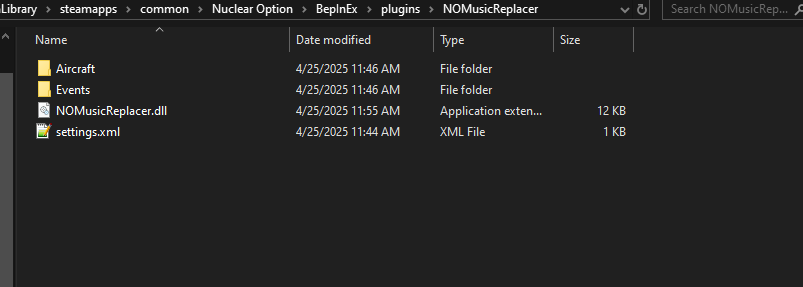 Library > steamapps > common > Nuclear Option > BepInEx > plugins > NOMusicReplacer Search NOMusicRep...
Name Date modified Type Size
Aircraft 4/25/2025 11:46 AM File folder
Events 4/25/2025 11:46 AM File folder
NOMusicReplacer.dll 4/25/2025 11:55 AM Application exten... 12 KB
settings.xml 4/25/2025 11:44 AM XML File 1 KB